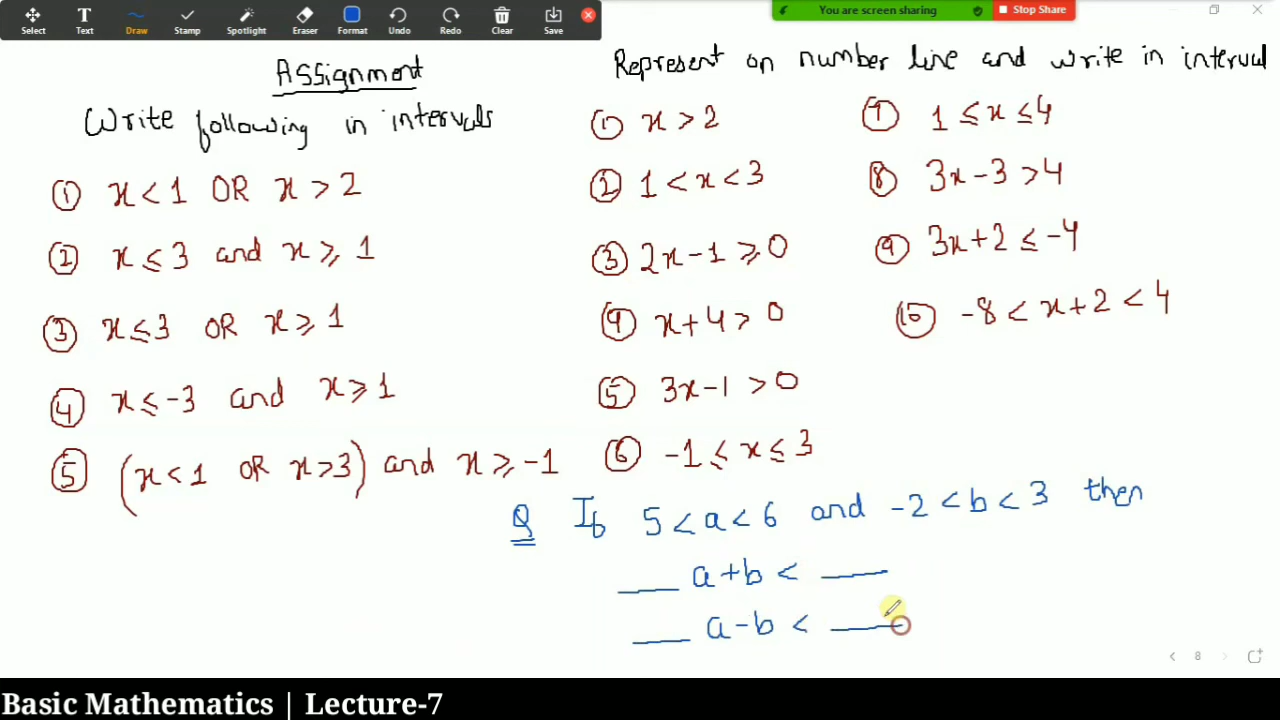 Select Text Draw Stamp Spotlight Eraser Format Undo Redo Clear Save
You are screen sharing Stop Share
Assignment
Write following in intervals
① x < 1 OR x > 2
② x ≤ 3 and x ≥ 1
③ x ≤ 3 OR x ≥ 1
④ x ≤ -3 and x ≥ 1
⑤ (x < 1 OR x > 3) and x ≥ -1
Represent on number line and write in interval
① x > 2
② 1 < x < 3
③ 2x - 1 ≥ 0
④ x + 4 > 0
⑤ 3x - 1 > 0
⑥ -1 ≤ x ≤ 3
⑦ 1 ≤ x ≤ 4
⑧ 3x - 3 > 4
⑨ 3x + 2 ≤ -4
⑩ -8 < x + 2 < 4
Q If 5 < a < 6 and -2 < b < 3 then
___ a + b < ___
___ a - b < ___
8
Basic Mathematics | Lecture-7